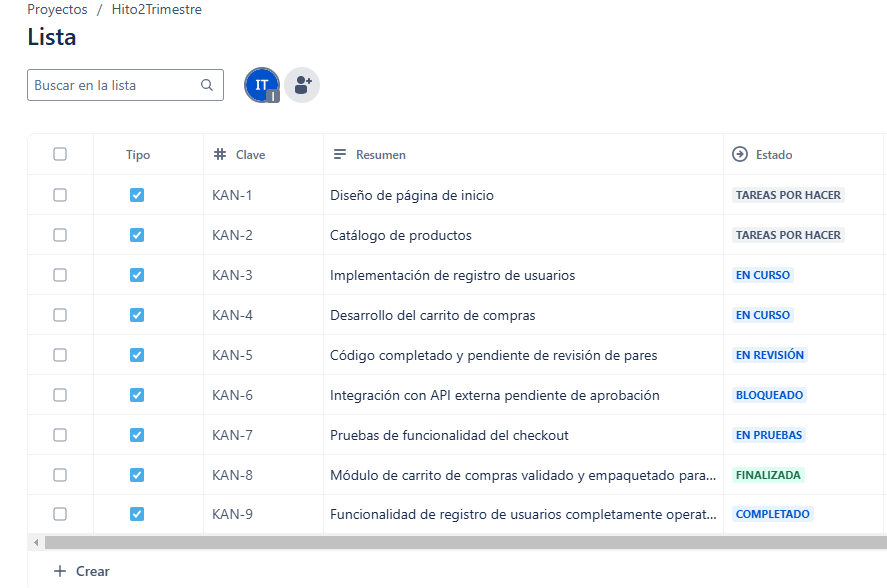 Proyectos / Hito2Trimestre
Lista
Buscar en la lista
IT
I
Tipo Clave Resumen Estado
KAN-1 Diseño de página de inicio TAREAS POR HACER
KAN-2 Catálogo de productos TAREAS POR HACER
KAN-3 Implementación de registro de usuarios EN CURSO
KAN-4 Desarrollo del carrito de compras EN CURSO
KAN-5 Código completado y pendiente de revisión de pares EN REVISIÓN
KAN-6 Integración con API externa pendiente de aprobación BLOQUEADO
KAN-7 Pruebas de funcionalidad del checkout EN PRUEBAS
KAN-8 Módulo de carrito de compras validado y empaquetado para... FINALIZADA
KAN-9 Funcionalidad de registro de usuarios completamente operat... COMPLETADO
+ Crear